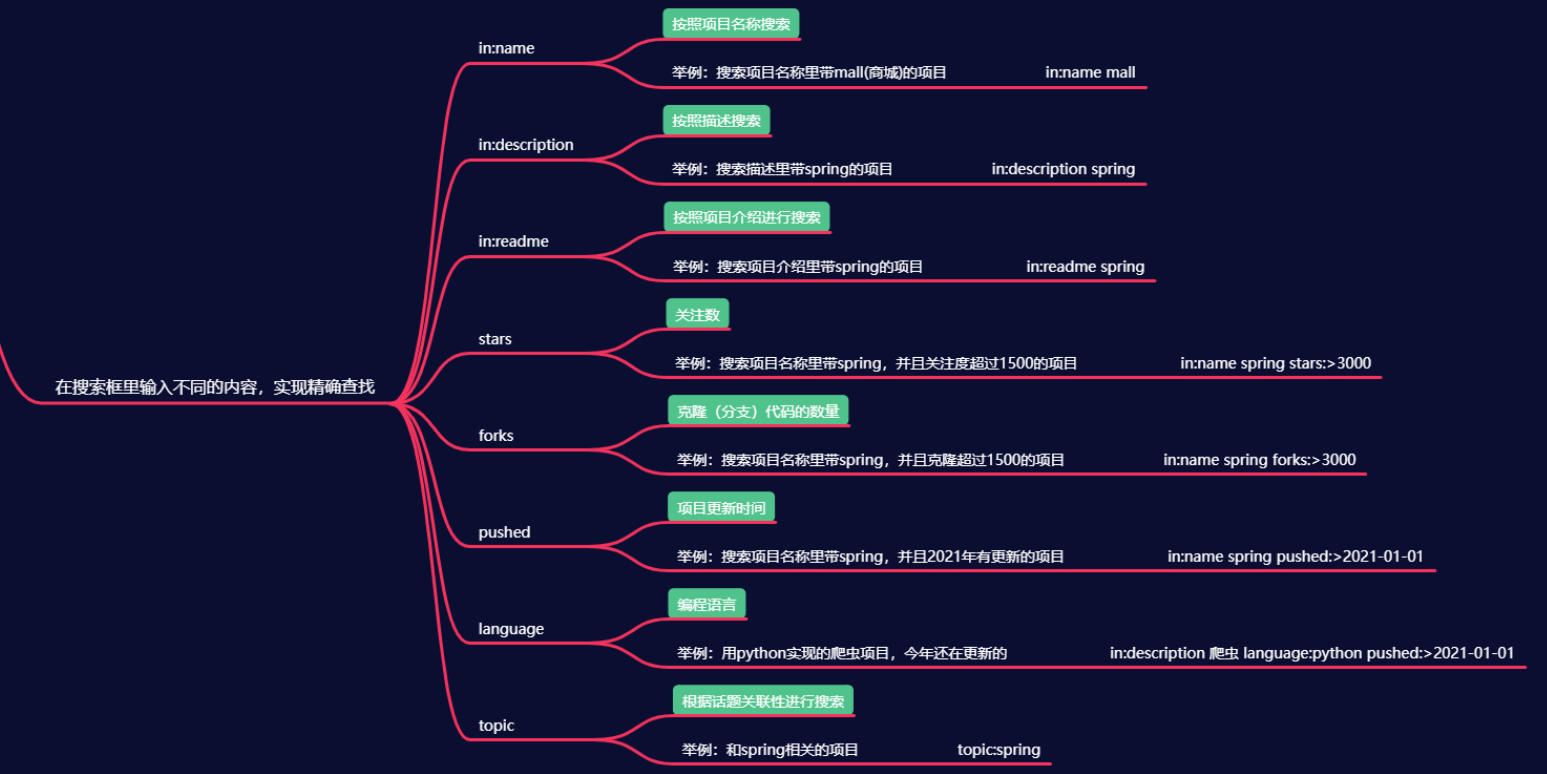 在搜索框里输入不同的内容，实现精确查找
in:name
按照项目名称搜索
举例：搜索项目名称里带mall(商城)的项目 in:name mall
in:description
按照描述搜索
举例：搜索描述里带spring的项目 in:description spring
in:readme
按照项目介绍进行搜索
举例：搜索项目介绍里带spring的项目 in:readme spring
stars
关注数
举例：搜索项目名称里带spring，并且关注度超过1500的项目 in:name spring stars:>3000
forks
克隆（分支）代码的数量
举例：搜索项目名称里带spring，并且克隆超过1500的项目 in:name spring forks:>3000
pushed
项目更新时间
举例：搜索项目名称里带spring，并且2021年有更新的项目 in:name spring pushed:>2021-01-01
language
编程语言
举例：用python实现的爬虫项目，今年还在更新的 in:description 爬虫 language:python pushed:>2021-01-01
topic
根据话题关联性进行搜索
举例：和spring相关的项目 topic:spring